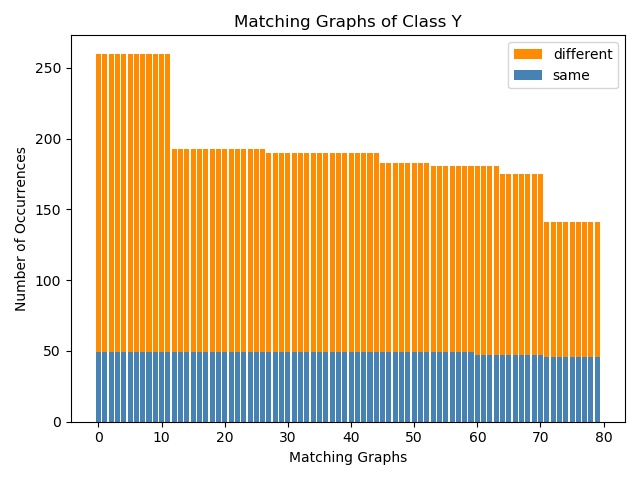 Matching Graphs of Class Y
different
same
Number of Occurrences
250
200
150
100
50
0
0 10 20 30 40 50 60 70 80
Matching Graphs